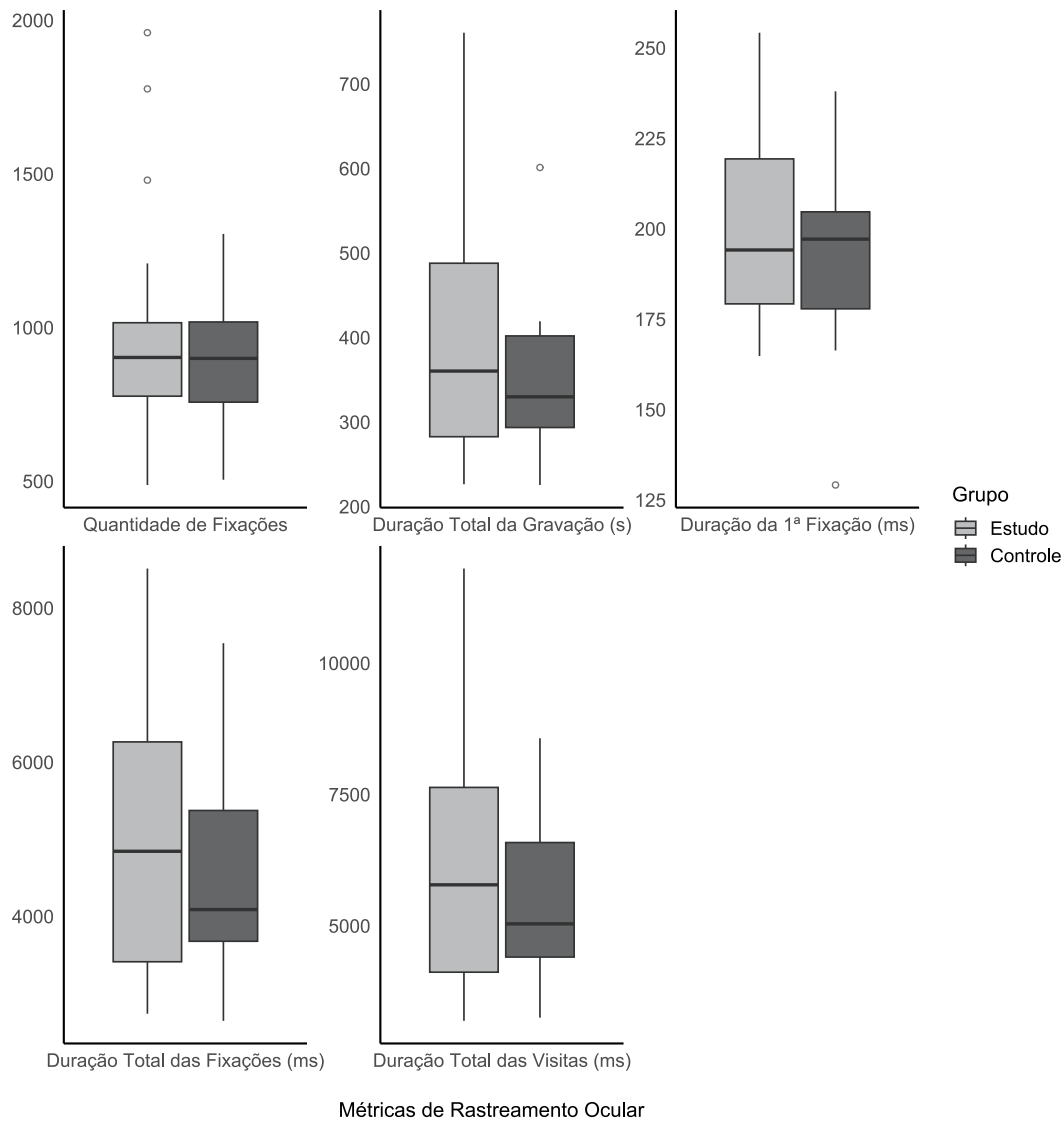 2000
1500
1000
500
Quantidade de Fixações
700
600
500
400
300
200
Duração Total da Gravação (s)
250
225
200
175
150
125
Duração da 1ª Fixação (ms)
Grupo
Estudo
Controle
8000
6000
4000
Duração Total das Fixações (ms)
10000
7500
5000
Duração Total das Visitas (ms)
Métricas de Rastreamento Ocular